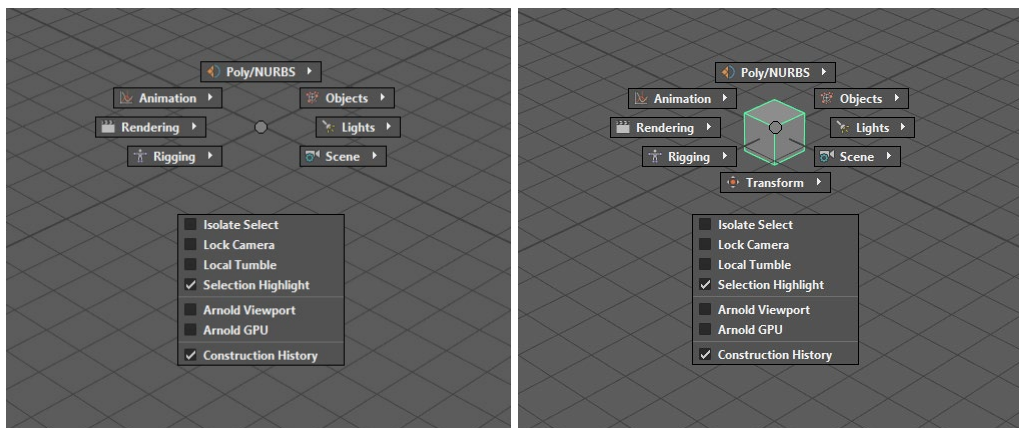 Poly/NURBS
Animation
Objects
Rendering
Lights
Rigging
Scene
Isolate Select
Lock Camera
Local Tumble
Selection Highlight
Arnold Viewport
Arnold GPU
Construction History
Poly/NURBS
Animation
Objects
Rendering
Lights
Rigging
Scene
Transform
Isolate Select
Lock Camera
Local Tumble
Selection Highlight
Arnold Viewport
Arnold GPU
Construction History